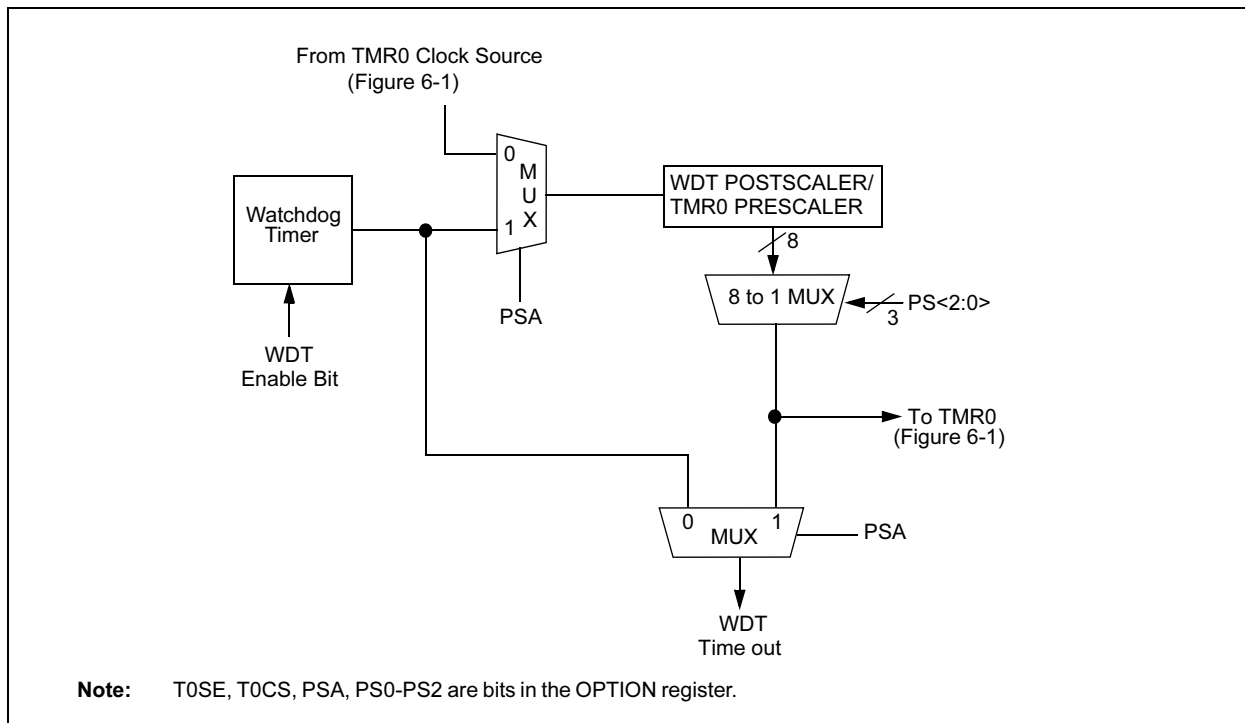 From TMR0 Clock Source
(Figure 6-1)
0
M
U
X
1
PSA
Watchdog
Timer
WDT
Enable Bit
WDT POSTSCALER/
TMR0 PRESCALER
8
8 to 1 MUX
PS<2:0>
3
To TMR0
(Figure 6-1)
0
1
MUX
PSA
WDT
Time out
Note: T0SE, T0CS, PSA, PS0-PS2 are bits in the OPTION register.